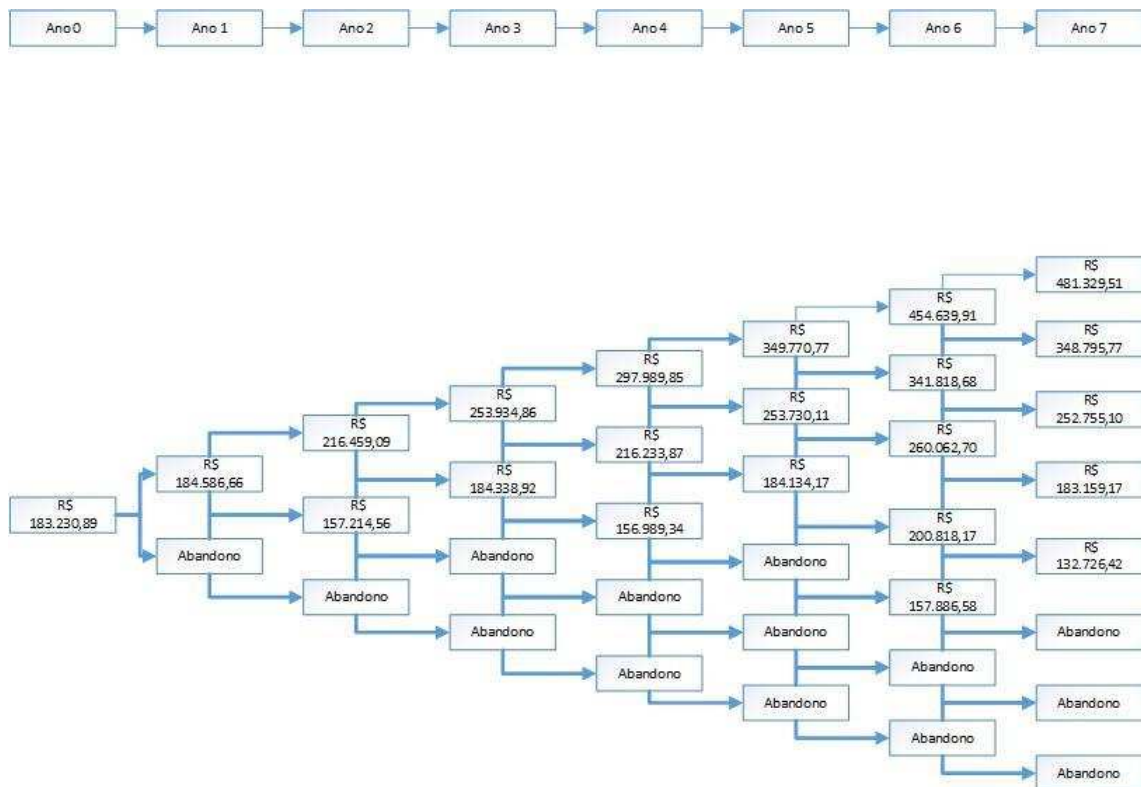 Ano 0
Ano 1
Ano 2
Ano 3
Ano 4
Ano 5
Ano 6
Ano 7
R$
183.230,89
R$
184.586,66
Abandono
R$
216.459,09
R$
157.214,56
Abandono
R$
253.934,86
R$
184.338,92
Abandono
Abandono
R$
297.989,85
R$
216.233,87
R$
156.989,34
Abandono
Abandono
R$
349.770,77
R$
253.730,11
R$
184.134,17
Abandono
Abandono
Abandono
R$
454.639,91
R$
341.818,68
R$
260.062,70
R$
200.818,17
R$
157.886,58
Abandono
Abandono
R$
481.329,51
R$
348.795,77
R$
252.755,10
R$
183.159,17
R$
132.726,42
Abandono
Abandono
Abandono